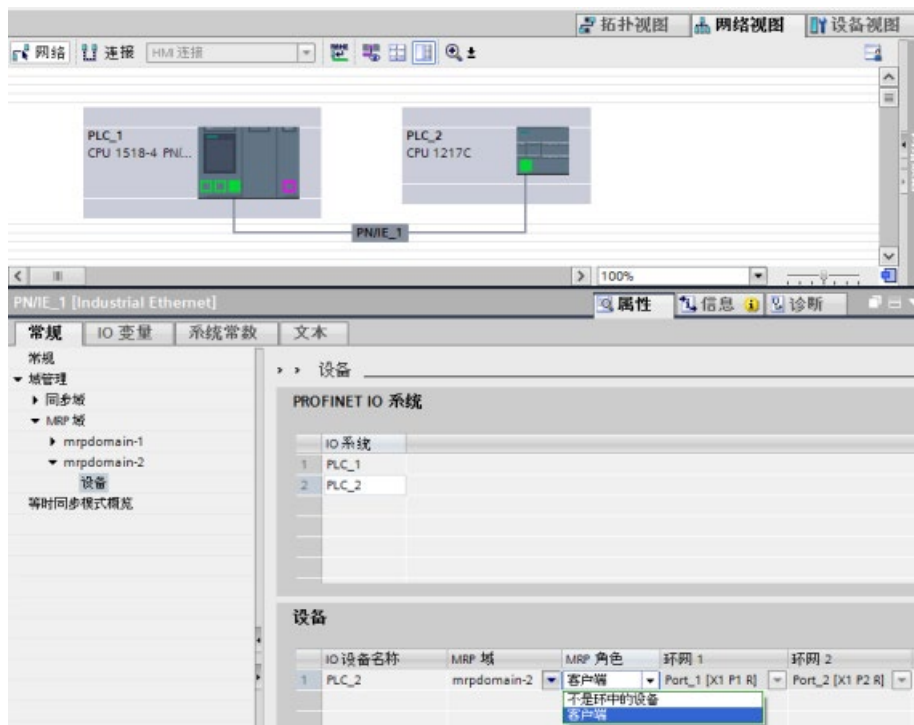 拓扑视图 网络视图 设备视图
网络 连接 HMI 连接
PLC_1
CPU 1518-4 PN/...
PLC_2
CPU 1217C
PN/IE_1
100%
PN/IE_1 [Industrial Ethernet] 属性 信息 诊断
常规 IO 变量 系统常数 文本
常规
域管理
同步域
MRP 域
mrpdomain-1
mrpdomain-2
设备
等时同步模式概览
设备
PROFINET IO 系统
IO 系统
1 PLC_1
2 PLC_2
设备
IO 设备名称 MRP 域 MRP 角色 环网 1 环网 2
1 PLC_2 mrpdomain-2 客户端 Port_1 [X1 P1 R] Port_2 [X1 P2 R]
不是环中的设备
客户端